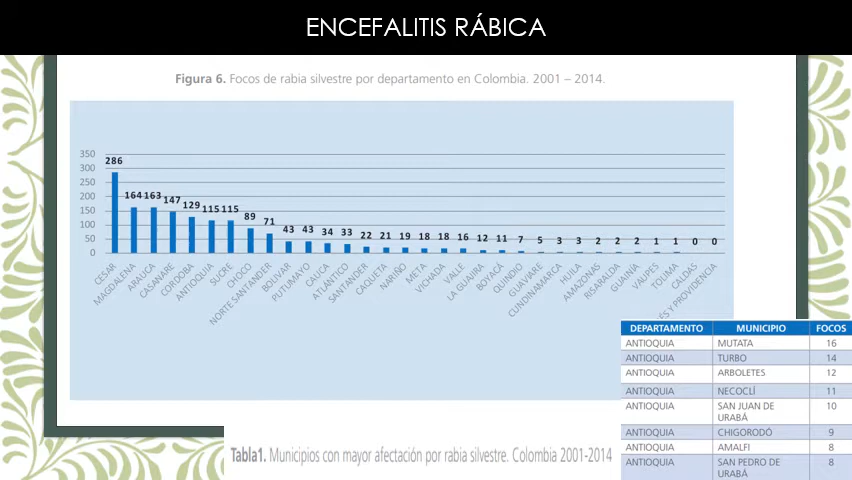 ENCEFALITIS RÁBICA
Figura 6. Focos de rabia silvestre por departamento en Colombia. 2001 – 2014.
350
300
250
200
150
100
50
0
286 164 163 147 129 115 115 89 71 43 43 34 33 22 21 19 18 18 16 12 11 7 5 3 3 2 2 2 1 1 0 0
CESAR
MAGDALENA
ARAUCA
CASANARE
CORDOBA
ANTIOQUIA
SUCRE
CHOCO
NORTE SANTANDER
BOLIVAR
PUTUMAYO
CAUCA
ATLANTICO
SANTANDER
CAQUETA
NARIÑO
META
VICHADA
VALLE
LA GUAJIRA
BOYACÁ
QUINDIO
GUAVIARE
CUNDINAMARCA
HUILA
AMAZONAS
RISARALDA
GUAINIA
VAUPES
TOLIMA
CALDAS
Y PROVIDENCIA
DEPARTAMENTO MUNICIPIO FOCOS
ANTIOQUIA MUTATA 16
ANTIOQUIA TURBO 14
ANTIOQUIA ARBOLETES 12
ANTIOQUIA NECOCLÍ 11
ANTIOQUIA SAN JUAN DE 10
URABÁ
ANTIOQUIA CHIGORODÓ 9
ANTIOQUIA AMALFI 8
ANTIOQUIA SAN PEDRO DE 8
URABÁ
Tabla1. Municipios con mayor afectación por rabia silvestre. Colombia 2001-2014